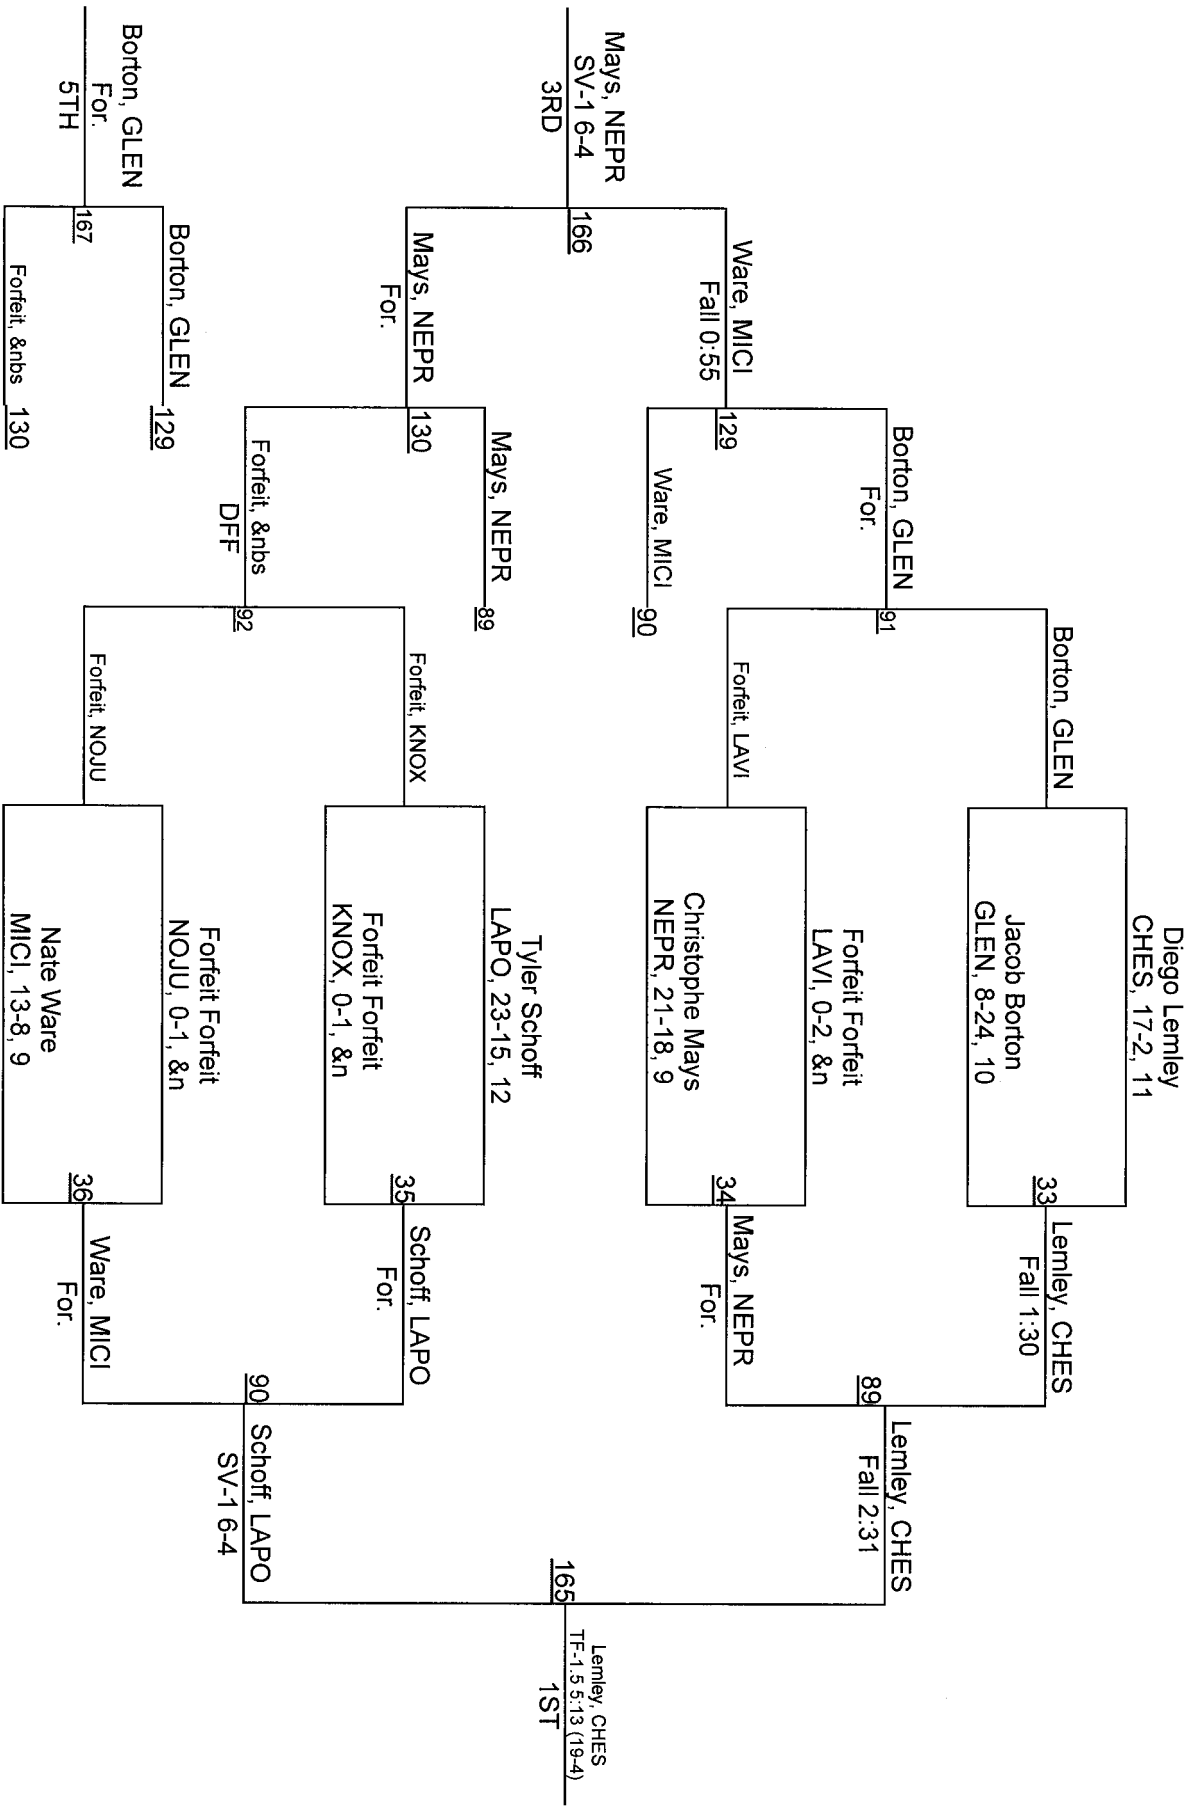 Diego Lemley
CHES, 17-2, 11
Jacob Borton
GLEN, 8-24, 10
33
Lemley, CHES
Fall 1:30
Borton, GLEN
Forfeit Forfeit
LAVI, 0-2, &n
Christophe Mays
NEPR, 21-18, 9
34
Mays, NEPR
For.
Forfeit, LAVI
89
Lemley, CHES
Fall 2:31
91
Borton, GLEN
For.
Ware, MICI
90
129
Ware, MICI
Fall 0:55
Tyler Schoff
LAPO, 23-15, 12
Forfeit Forfeit
KNOX, 0-1, &n
35
Schoff, LAPO
For.
Forfeit, KNOX
Forfeit Forfeit
NOJU, 0-1, &n
Nate Ware
MICI, 13-8, 9
36
Ware, MICI
For.
Forfeit, NOJU
90
Schoff, LAPO
SV-1 6-4
165
Lemley, CHES
TF-1.5 5:13 (19-4)
1ST
Mays, NEPR
89
92
Forfeit, &nbs
DFF
130
Mays, NEPR
For.
166
Mays, NEPR
SV-1 6-4
3RD
Borton, GLEN
129
Forfeit, &nbs
130
167
Borton, GLEN
For.
5TH